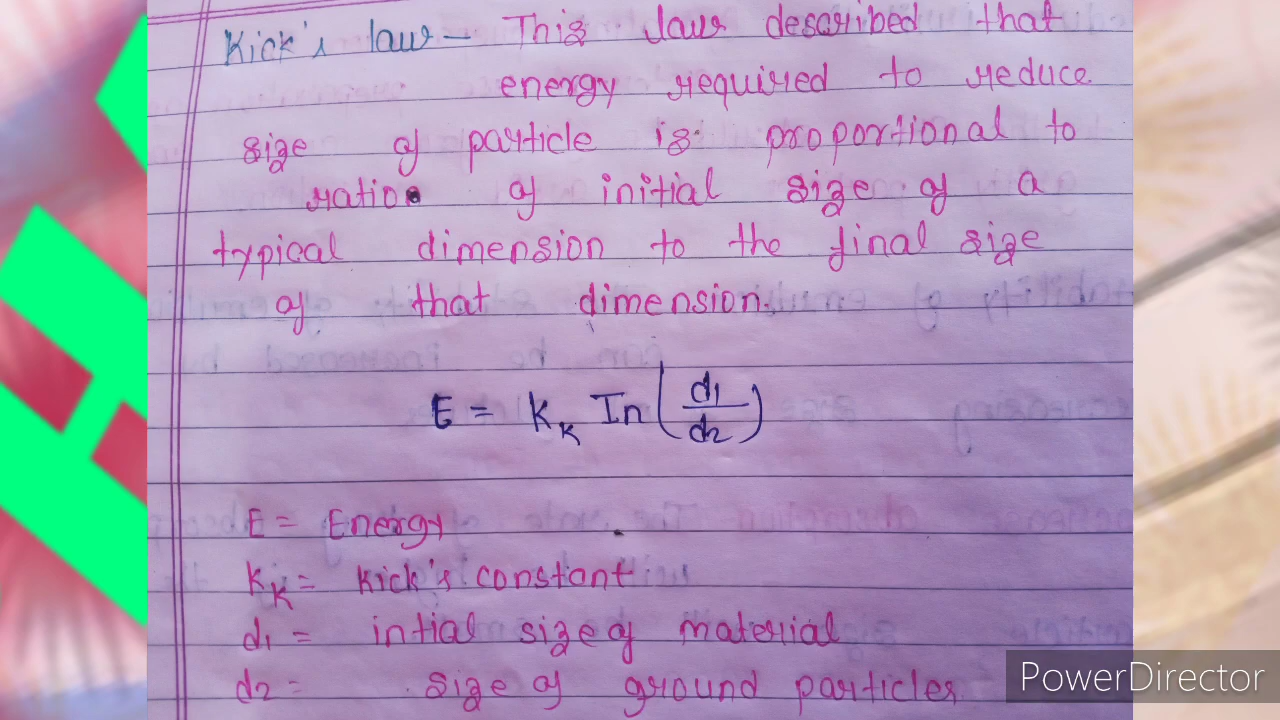 Kick's law - This law described that
energy required to reduce
size of particle is proportional to
ratio of initial size of a
typical dimension to the final size
of that dimension.
E = KK In (d1/d2)
E = Energy
KK = Kick's constant
d1 = intial size of material
d2 = size of ground particles
PowerDirector